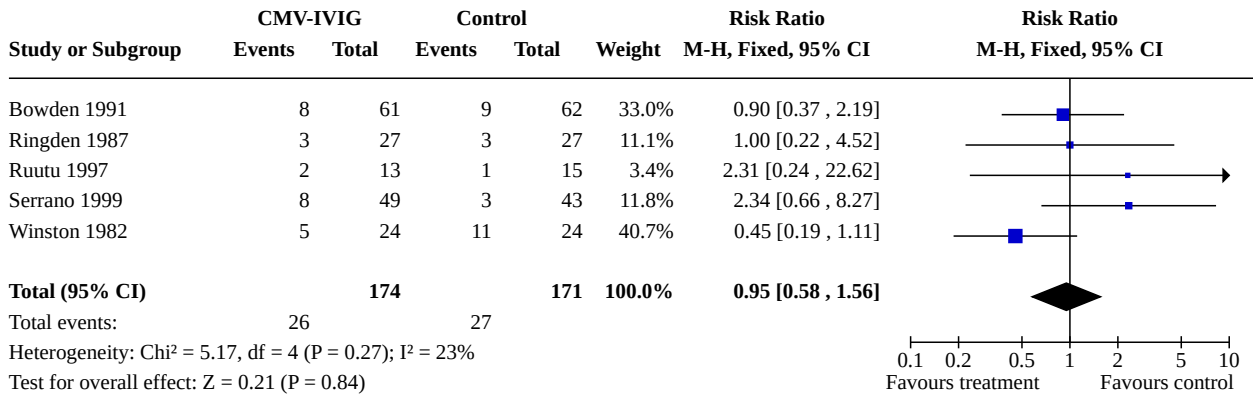 CMV-IVIG Control Risk Ratio Risk Ratio
Study or Subgroup Events Total Events Total Weight M-H, Fixed, 95% CI M-H, Fixed, 95% CI
Bowden 1991 8 61 9 62 33.0% 0.90 [0.37 , 2.19]
Ringden 1987 3 27 3 27 11.1% 1.00 [0.22 , 4.52]
Ruutu 1997 2 13 1 15 3.4% 2.31 [0.24 , 22.62]
Serrano 1999 8 49 3 43 11.8% 2.34 [0.66 , 8.27]
Winston 1982 5 24 11 24 40.7% 0.45 [0.19 , 1.11]
Total (95% CI) 174 171 100.0% 0.95 [0.58 , 1.56]
Total events: 26 27
Heterogeneity: Chi² = 5.17, df = 4 (P = 0.27); I² = 23%
Test for overall effect: Z = 0.21 (P = 0.84)
0.1 0.2 0.5 1 2 5 10
Favours treatment Favours control